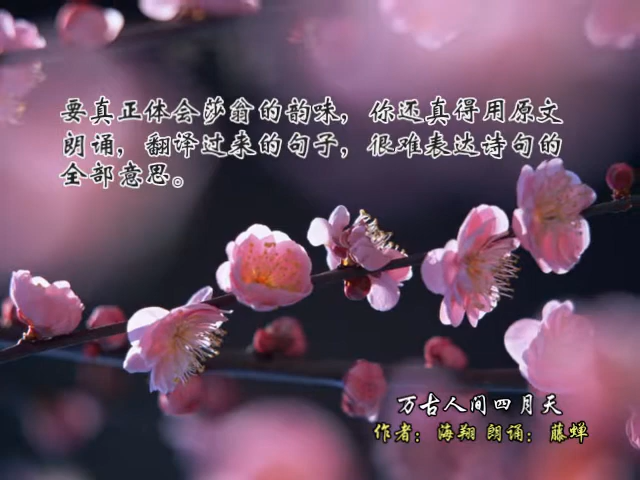 要真正体会莎翁的韵味，你还真得用原文
朗诵，翻译过来的句子，很难表达诗句的
全部意思。
万古人间四月天
作者：海翔 朗诵：藤蝉